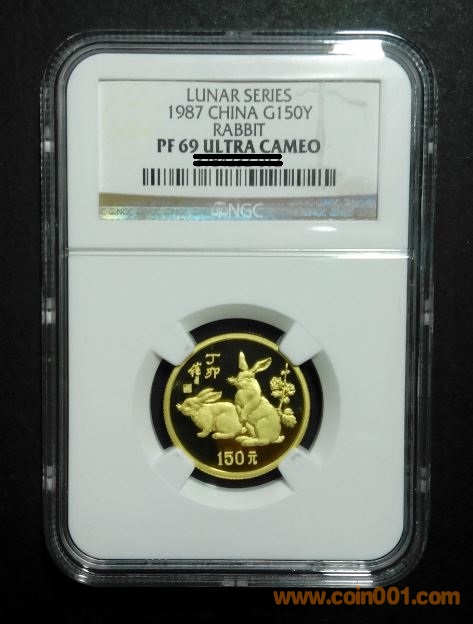 LUNAR SERIES
1987 CHINA G150Y
RABBIT
PF 69 ULTRA CAMEO
NGC
丁卯
150元
www.coin001.com